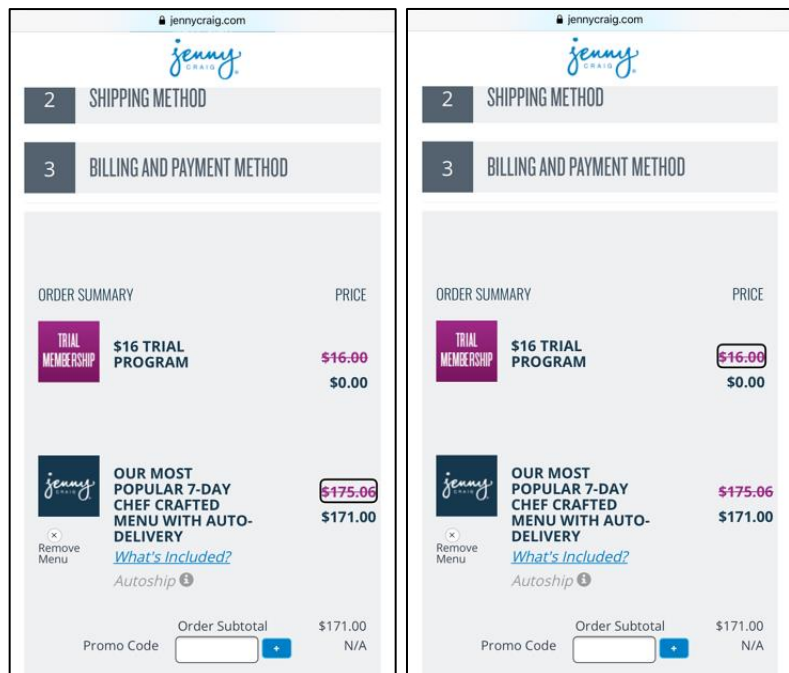 jennycraig.com
jenny
CRAIG
2 SHIPPING METHOD
3 BILLING AND PAYMENT METHOD
ORDER SUMMARY PRICE
TRIAL
MEMBERSHIP
$16 TRIAL
PROGRAM
$16.00
$0.00
jenny
CRAIG
OUR MOST
POPULAR 7-DAY
CHEF CRAFTED
MENU WITH AUTO-
DELIVERY
$175.06
$171.00
Remove
Menu
What's Included?
Autoship
Order Subtotal $171.00
Promo Code + N/A
jennycraig.com
jenny
CRAIG
2 SHIPPING METHOD
3 BILLING AND PAYMENT METHOD
ORDER SUMMARY PRICE
TRIAL
MEMBERSHIP
$16 TRIAL
PROGRAM
$16.00
$0.00
jenny
CRAIG
OUR MOST
POPULAR 7-DAY
CHEF CRAFTED
MENU WITH AUTO-
DELIVERY
$175.06
$171.00
Remove
Menu
What's Included?
Autoship
Order Subtotal $171.00
Promo Code + N/A